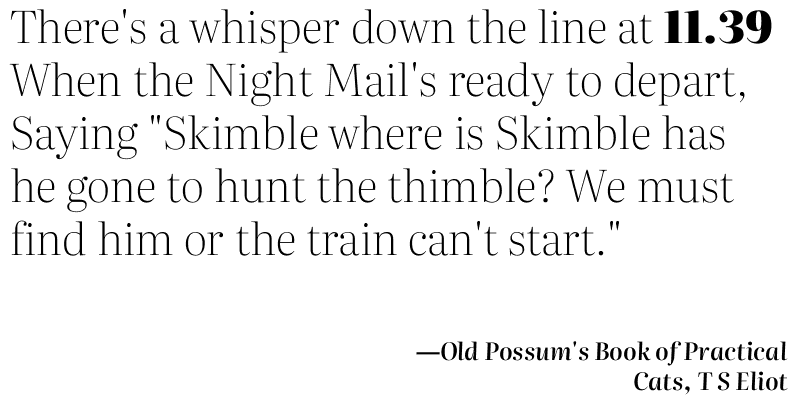 There's a whisper down the line at 11.39
When the Night Mail's ready to depart,
Saying "Skimble where is Skimble has
he gone to hunt the thimble? We must
find him or the train can't start."
—Old Possum's Book of Practical
Cats, T S Eliot